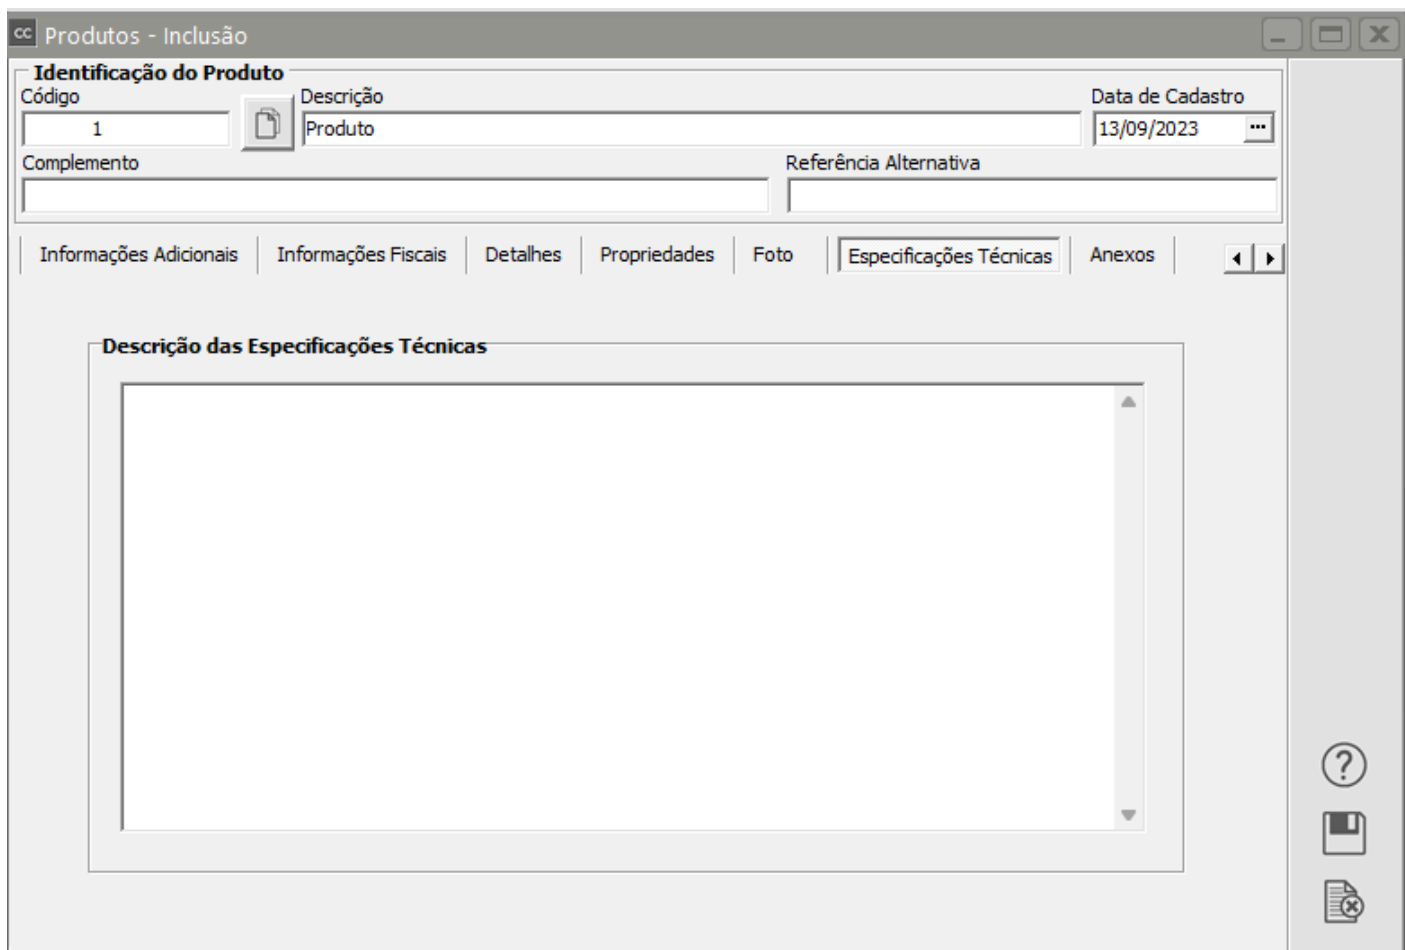 cc Produtos - Inclusão
Identificação do Produto
Código Descrição Data de Cadastro
1 Produto 13/09/2023 ...
Complemento Referência Alternativa
Informações Adicionais Informações Fiscais Detalhes Propriedades Foto Especificações Técnicas Anexos
Descrição das Especificações Técnicas
?